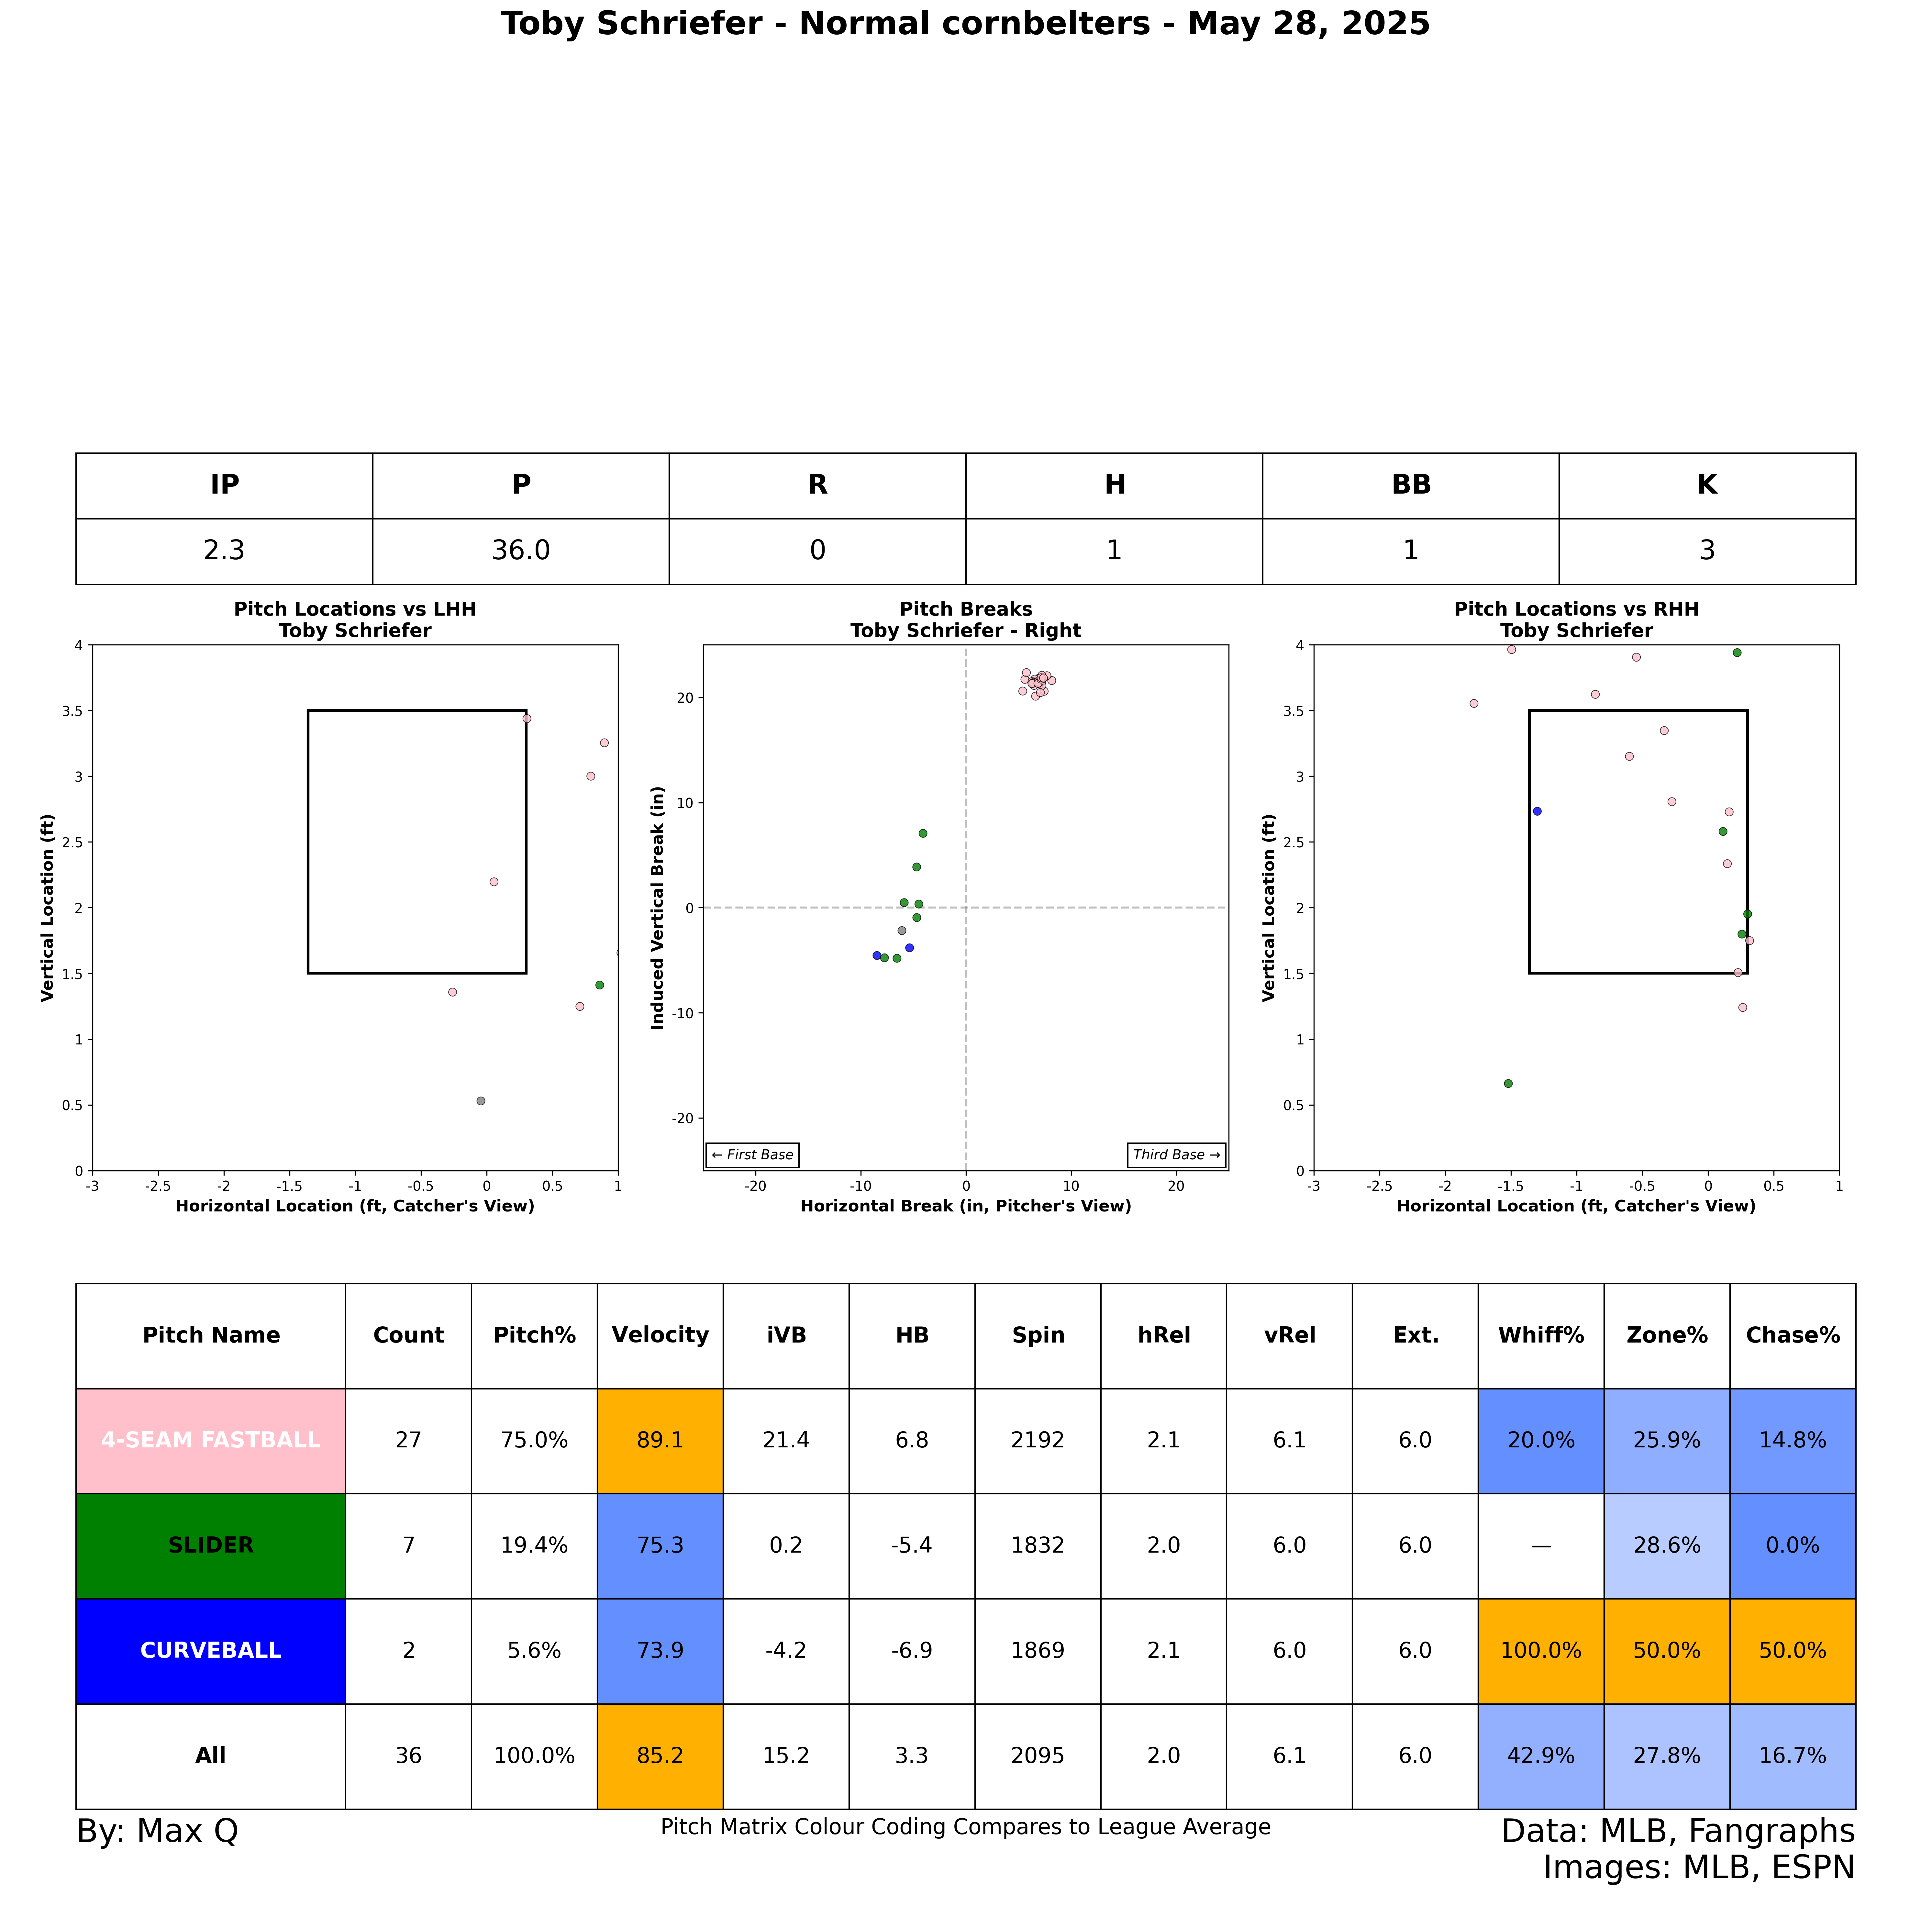 Toby Schriefer - Normal cornbelters - May 28, 2025
IP P R H BB K
2.3 36.0 0 1 1 3
Pitch Locations vs LHH
Toby Schriefer
4
3.5
3
2.5
2
1.5
1
0.5
0
Vertical Location (ft)
-3 -2.5 -2 -1.5 -1 -0.5 0 0.5 1
Horizontal Location (ft, Catcher's View)
Pitch Breaks
Toby Schriefer - Right
20
10
0
-10
-20
Induced Vertical Break (in)
← First Base
Third Base →
-20 -10 0 10 20
Horizontal Break (in, Pitcher's View)
Pitch Locations vs RHH
Toby Schriefer
4
3.5
3
2.5
2
1.5
1
0.5
0
Vertical Location (ft)
-3 -2.5 -2 -1.5 -1 -0.5 0 0.5 1
Horizontal Location (ft, Catcher's View)
Pitch Name Count Pitch% Velocity iVB HB Spin hRel vRel Ext. Whiff% Zone% Chase%
4-SEAM FASTBALL 27 75.0% 89.1 21.4 6.8 2192 2.1 6.1 6.0 20.0% 25.9% 14.8%
SLIDER 7 19.4% 75.3 0.2 -5.4 1832 2.0 6.0 6.0 — 28.6% 0.0%
CURVEBALL 2 5.6% 73.9 -4.2 -6.9 1869 2.1 6.0 6.0 100.0% 50.0% 50.0%
All 36 100.0% 85.2 15.2 3.3 2095 2.0 6.1 6.0 42.9% 27.8% 16.7%
By: Max Q
Pitch Matrix Colour Coding Compares to League Average
Data: MLB, Fangraphs
Images: MLB, ESPN